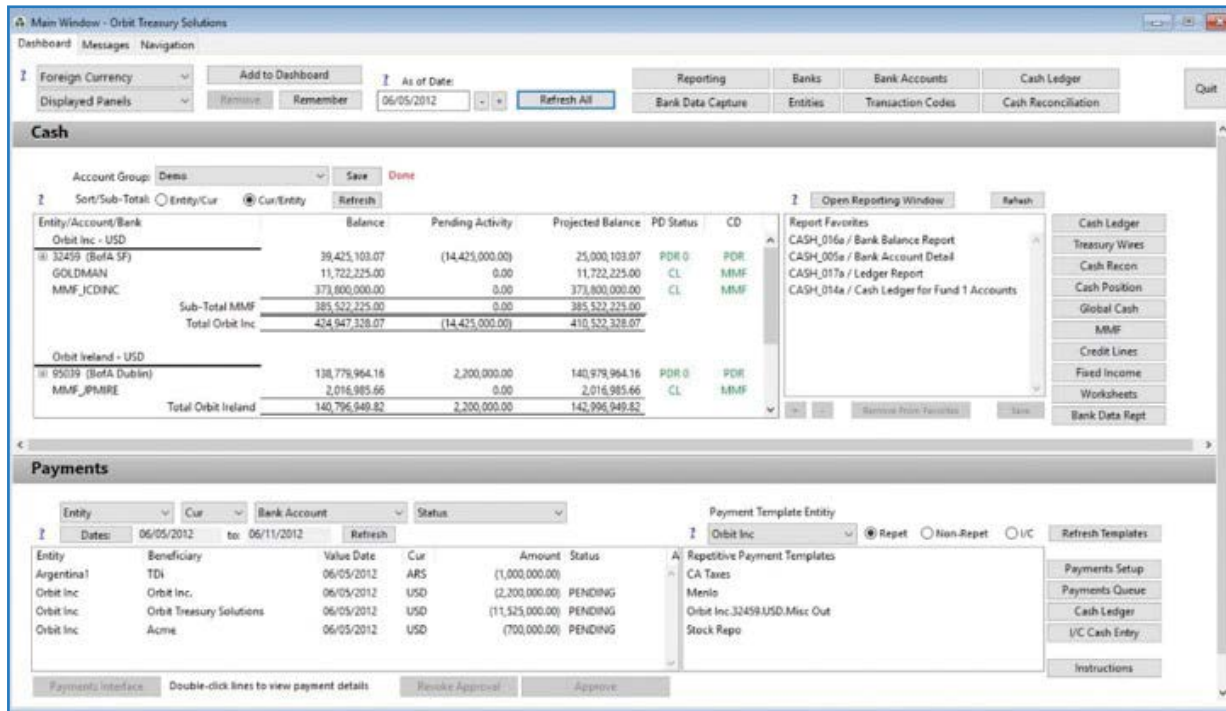 Main Window - Orbit Treasury Solutions
Dashboard Messages Navigation
? Foreign Currency Add to Dashboard ? As of Date: Reporting Banks Bank Accounts Cash Ledger Quit
Displayed Panels Remove Remember 06/05/2012 - + Refresh All Bank Data Capture Entities Transaction Codes Cash Reconciliation
Cash
Account Group: Demo Save Done
? Sort/Sub-Total: Entity/Cur Cur/Entity Refresh ? Open Reporting Window Refresh
Entity/Account/Bank Balance Pending Activity Projected Balance PD Status CD Report Favorites Cash Ledger
Orbit Inc - USD CASH_016a / Bank Balance Report Treasury Wires
32459 (BofA SF) 39,425,103.07 (14,425,000.00) 25,000,103.07 PDR 0 PDR CASH_005a / Bank Account Detail Cash Recon
GOLDMAN 11,722,225.00 0.00 11,722,225.00 CL MMF CASH_017a / Ledger Report
MMF_ICDINC 373,800,000.00 0.00 373,800,000.00 CL MMF CASH_014a / Cash Ledger for Fund 1 Accounts Cash Position
Sub-Total MMF 385,522,225.00 0.00 385,522,225.00 Global Cash
Total Orbit Inc 424,947,328.07 (14,425,000.00) 410,522,328.07 MMF
Orbit Ireland - USD Credit Lines
95039 (BofA Dublin) 138,779,964.16 2,200,000.00 140,979,964.16 PDR 0 PDR Fixed Income
MMF_JPMIRE 2,016,985.66 0.00 2,016,985.66 CL MMF Worksheets
Total Orbit Ireland 140,796,949.82 2,200,000.00 142,996,949.82 + - Remove From Favorites Save Bank Data Rept
Payments
Entity Cur Bank Account Status Payment Template Entitiy
? Dates: 06/05/2012 to: 06/11/2012 Refresh ? Orbit Inc Repet Non-Repet I/C Refresh Templates
Entity Beneficiary Value Date Cur Amount Status A Repetitive Payment Templates
Argentina1 TDi 06/05/2012 ARS (1,000,000.00) CA Taxes Payments Setup
Orbit Inc Orbit Inc. 06/05/2012 USD (2,200,000.00) PENDING Menlo Payments Queue
Orbit Inc Orbit Treasury Solutions 06/05/2012 USD (11,525,000.00) PENDING Orbit Inc.32459.USD.Misc Out Cash Ledger
Orbit Inc Acme 06/05/2012 USD (700,000.00) PENDING Stock Repo I/C Cash Entry
Instructions
Payments Interface Double-click lines to view payment details Revoke Approval Approve